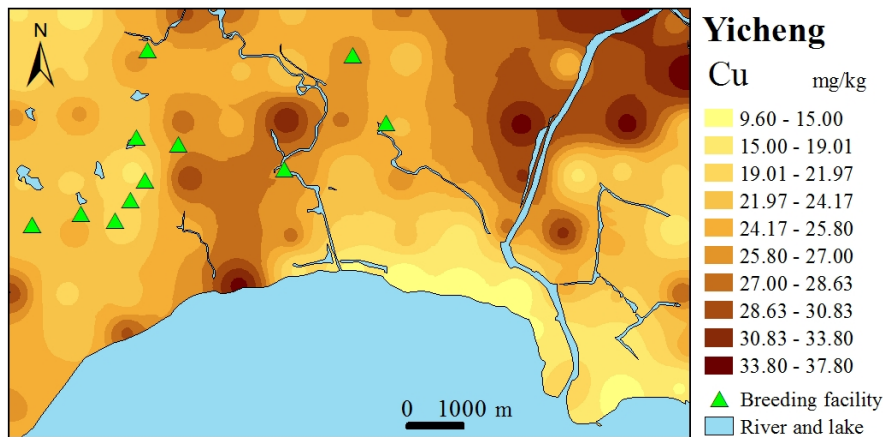 N
Yicheng
Cu mg/kg
9.60 - 15.00
15.00 - 19.01
19.01 - 21.97
21.97 - 24.17
24.17 - 25.80
25.80 - 27.00
27.00 - 28.63
28.63 - 30.83
30.83 - 33.80
33.80 - 37.80
Breeding facility
River and lake
0 1000 m